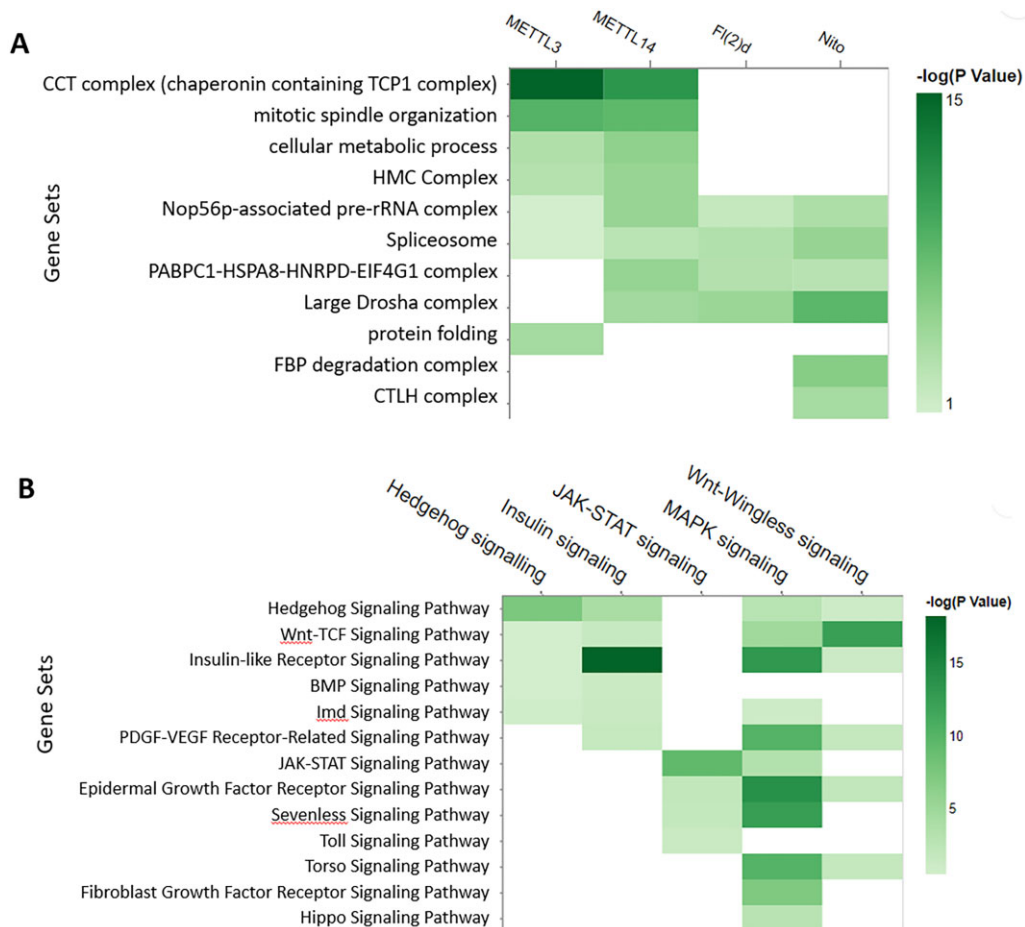 A
METTL3
METTL14
Fl(2)d
Nito
-log(P Value)
15
1
Gene Sets
CCT complex (chaperonin containing TCP1 complex)
mitotic spindle organization
cellular metabolic process
HMC Complex
Nop56p-associated pre-rRNA complex
Spliceosome
PABPC1-HSPA8-HNRPD-EIF4G1 complex
Large Drosha complex
protein folding
FBP degradation complex
CTLH complex
B
Hedgehog signalling
Insulin signaling
JAK-STAT signaling
MAPK signaling
Wnt-Wingless signaling
-log(P Value)
15
10
5
Gene Sets
Hedgehog Signaling Pathway
Wnt-TCF Signaling Pathway
Insulin-like Receptor Signaling Pathway
BMP Signaling Pathway
Imd Signaling Pathway
PDGF-VEGF Receptor-Related Signaling Pathway
JAK-STAT Signaling Pathway
Epidermal Growth Factor Receptor Signaling Pathway
Sevenless Signaling Pathway
Toll Signaling Pathway
Torso Signaling Pathway
Fibroblast Growth Factor Receptor Signaling Pathway
Hippo Signaling Pathway